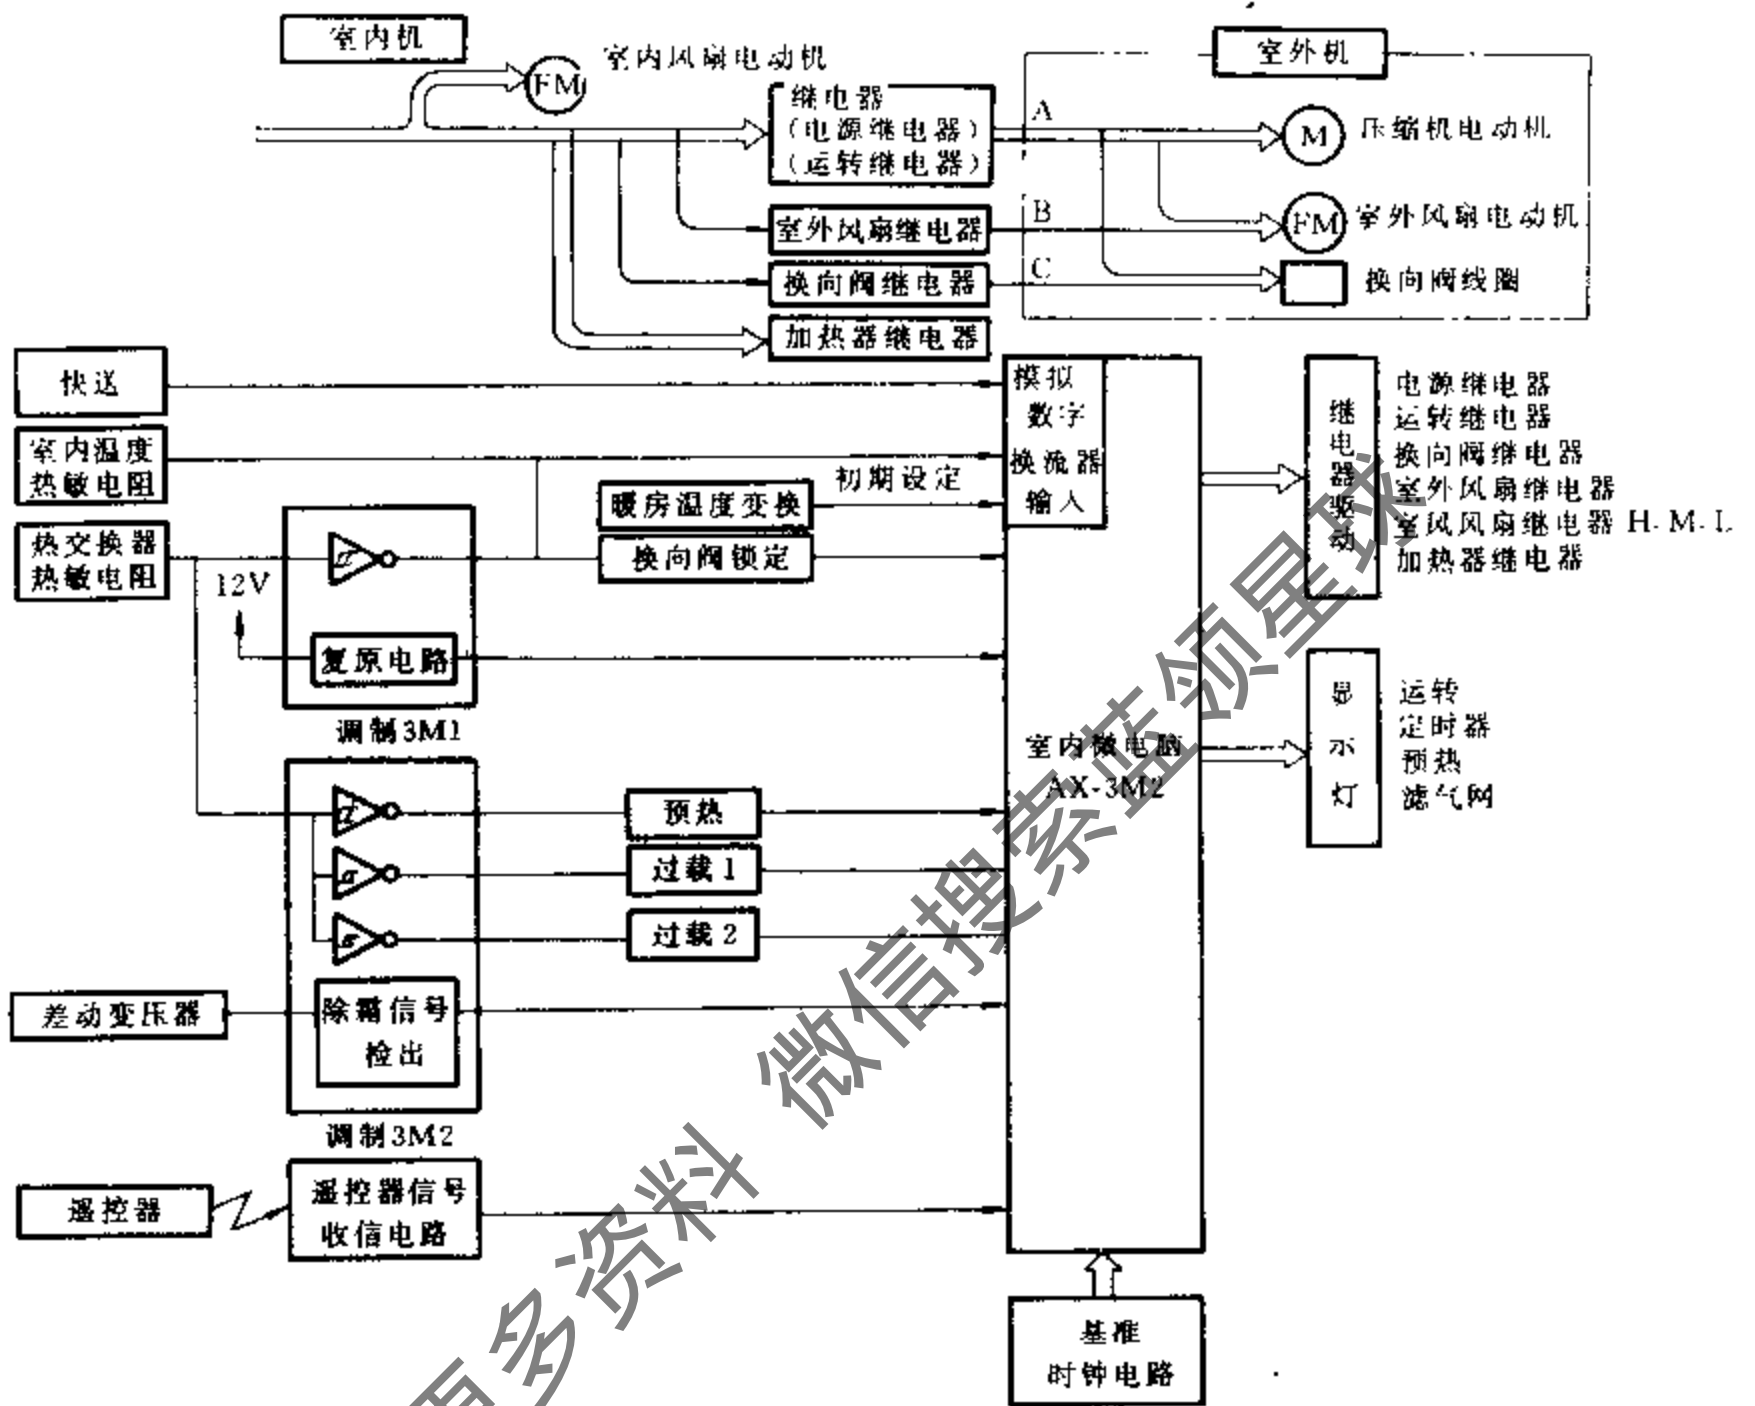 室内机
室内风扇电动机
FM
室外机
继电器
(电源继电器)
(运转继电器)
A
M
压缩机电动机
室外风扇继电器
B
FM
室外风扇电动机
换向阀继电器
C
换向阀线圈
加热器继电器
快送
室内温度
热敏电阻
热交换器
热敏电阻
12V
复原电路
调制3M1
暖房温度变换
初期设定
换向阀锁定
模拟
数字
换流器
输入
继电器驱动
电源继电器
运转继电器
换向阀继电器
室外风扇继电器
室风风扇继电器 H-M-L
加热器继电器
室内微电脑
AX-3M2
显示灯
运转
定时器
预热
滤气网
预热
过载1
过载2
差动变压器
除霜信号
检出
调制3M2
遥控器
遥控器信号
收信电路
基准
时钟电路
多资料 微信搜索蓝领星球